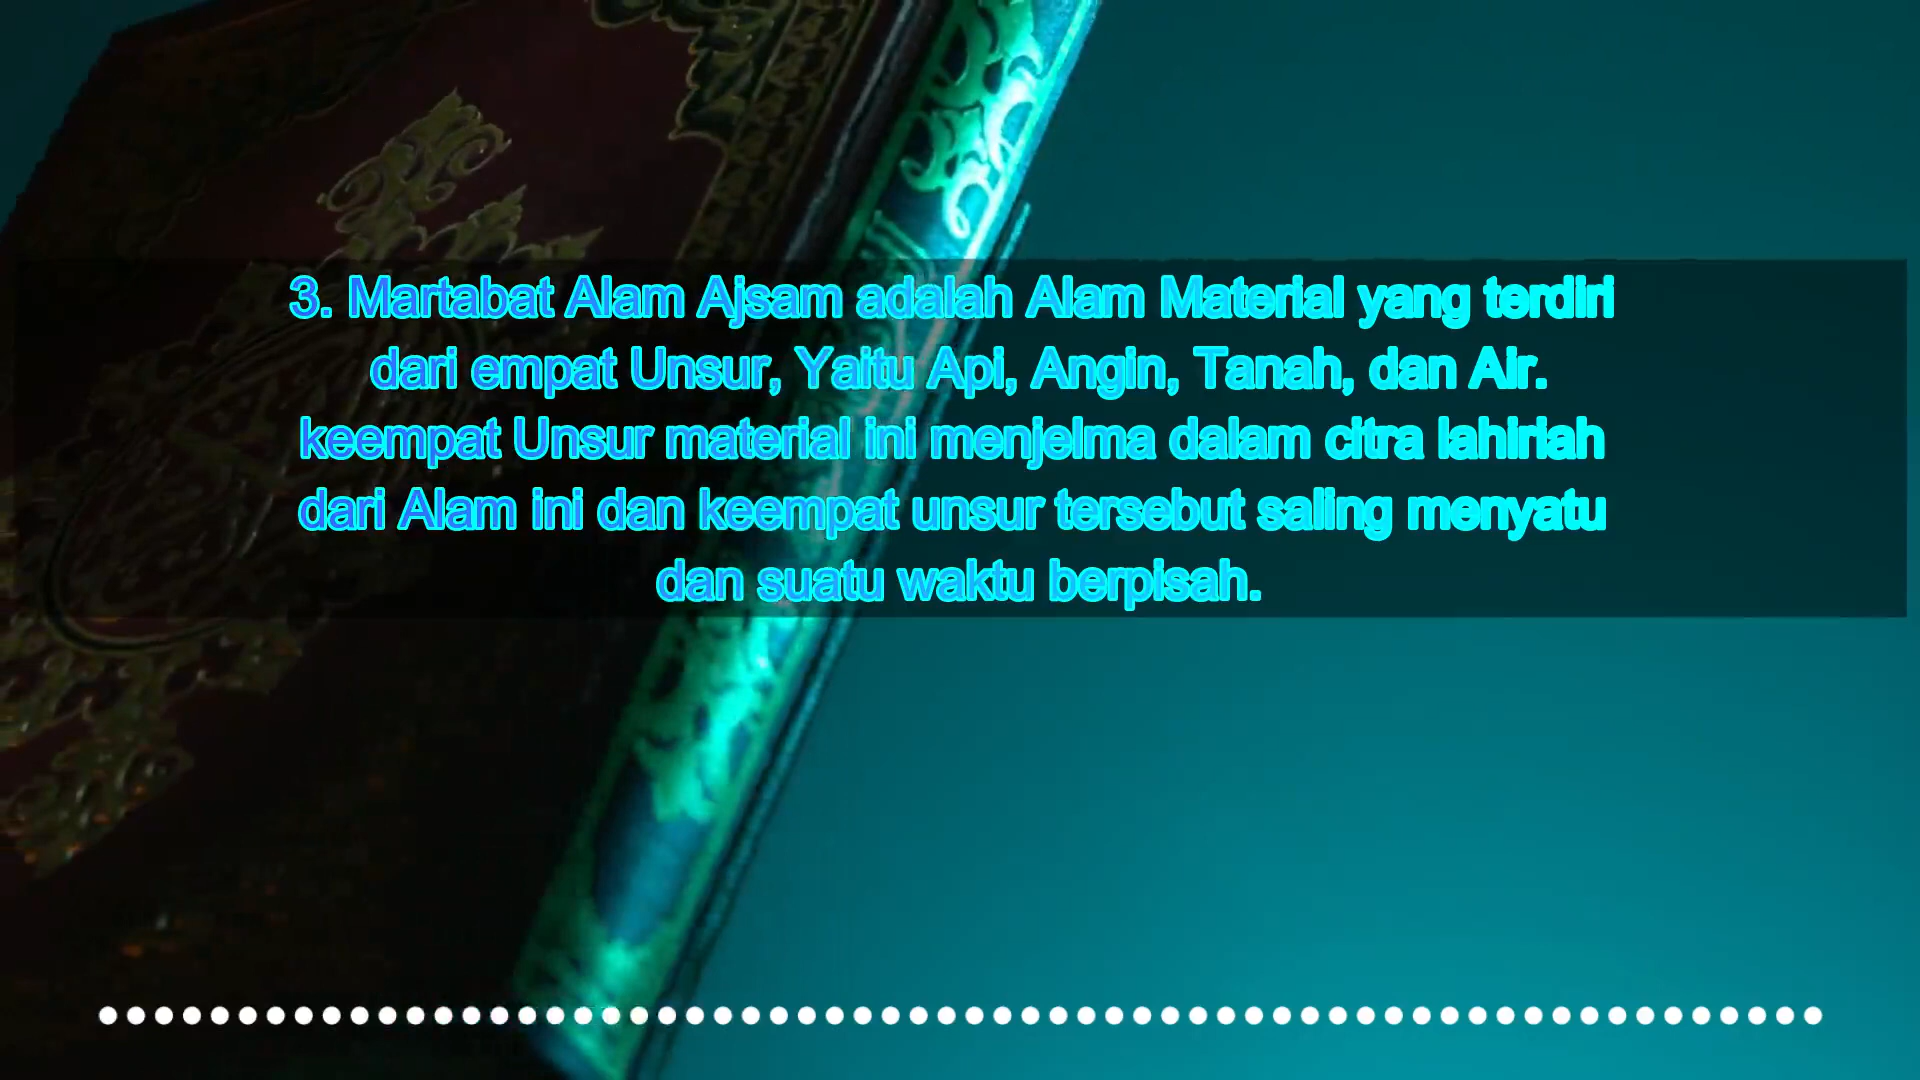 3. Martabat Alam Ajsam adalah Alam Material yang terdiri
dari empat Unsur, Yaitu Api, Angin, Tanah, dan Air.
keempat Unsur material ini menjelma dalam citra lahiriah
dari Alam ini dan keempat unsur tersebut saling menyatu
dan suatu waktu berpisah.